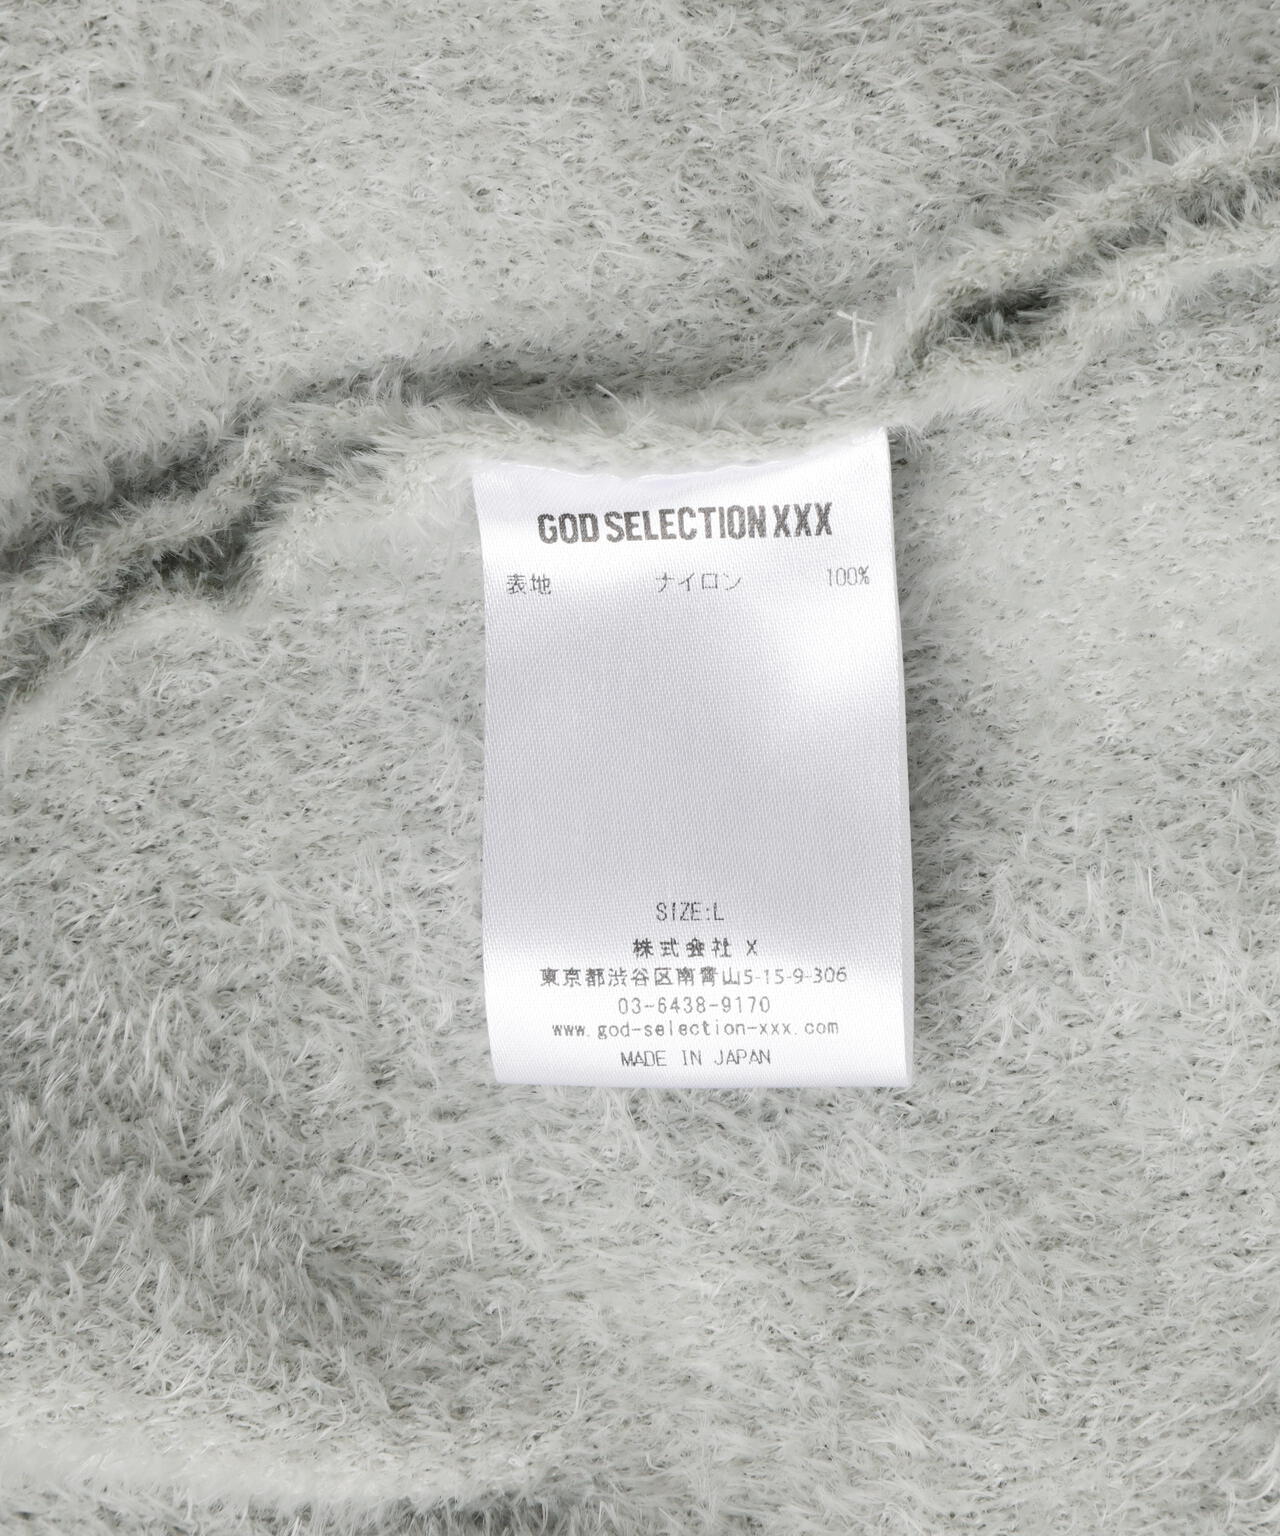 GOD SELECTION XXX
表地 ナイロン 100%
SIZE:L
株式会社 X
東京都渋谷区南青山5-15-9-306
03-6438-9170
www.god-selection-xxx.com
MADE IN JAPAN